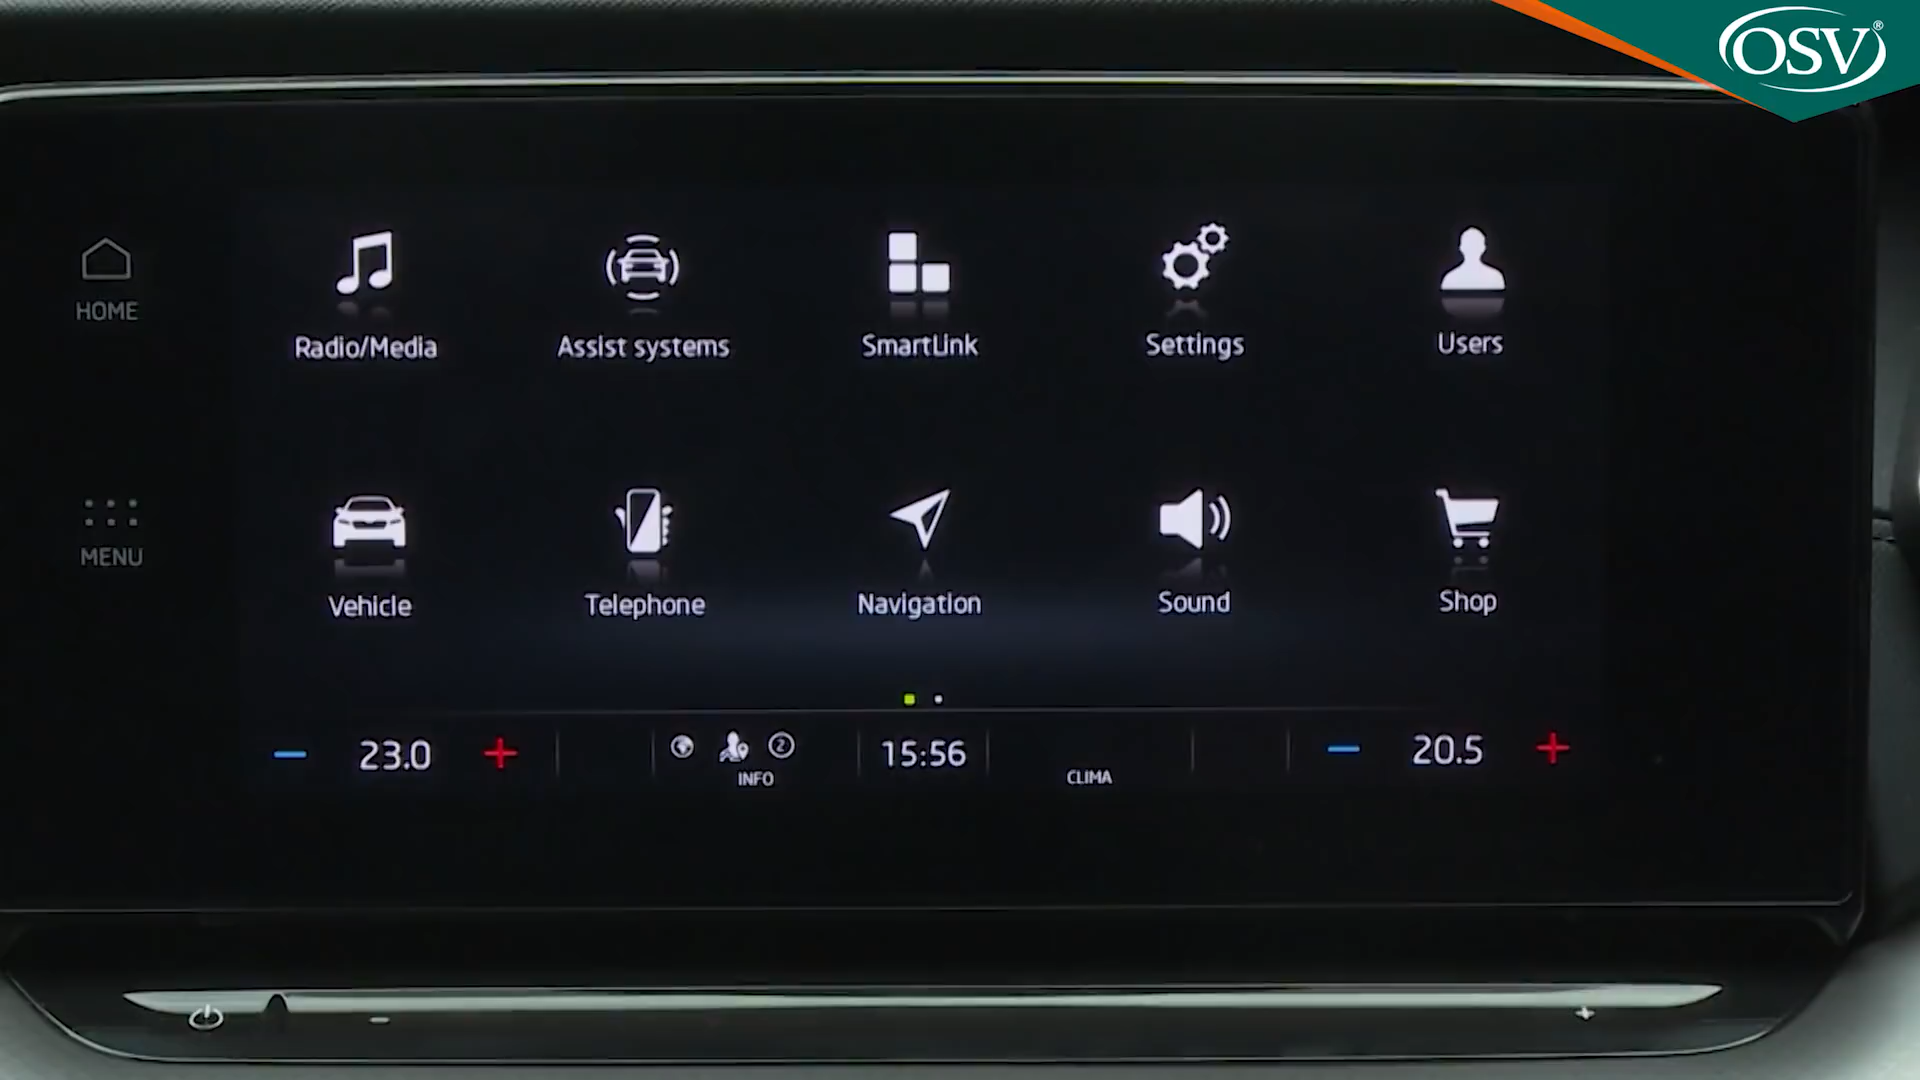 OSV®
HOME
Radio/Media
Assist systems
SmartLink
Settings
Users
MENU
Vehicle
Telephone
Navigation
Sound
Shop
23.0
2
INFO
15:56
CLIMA
20.5